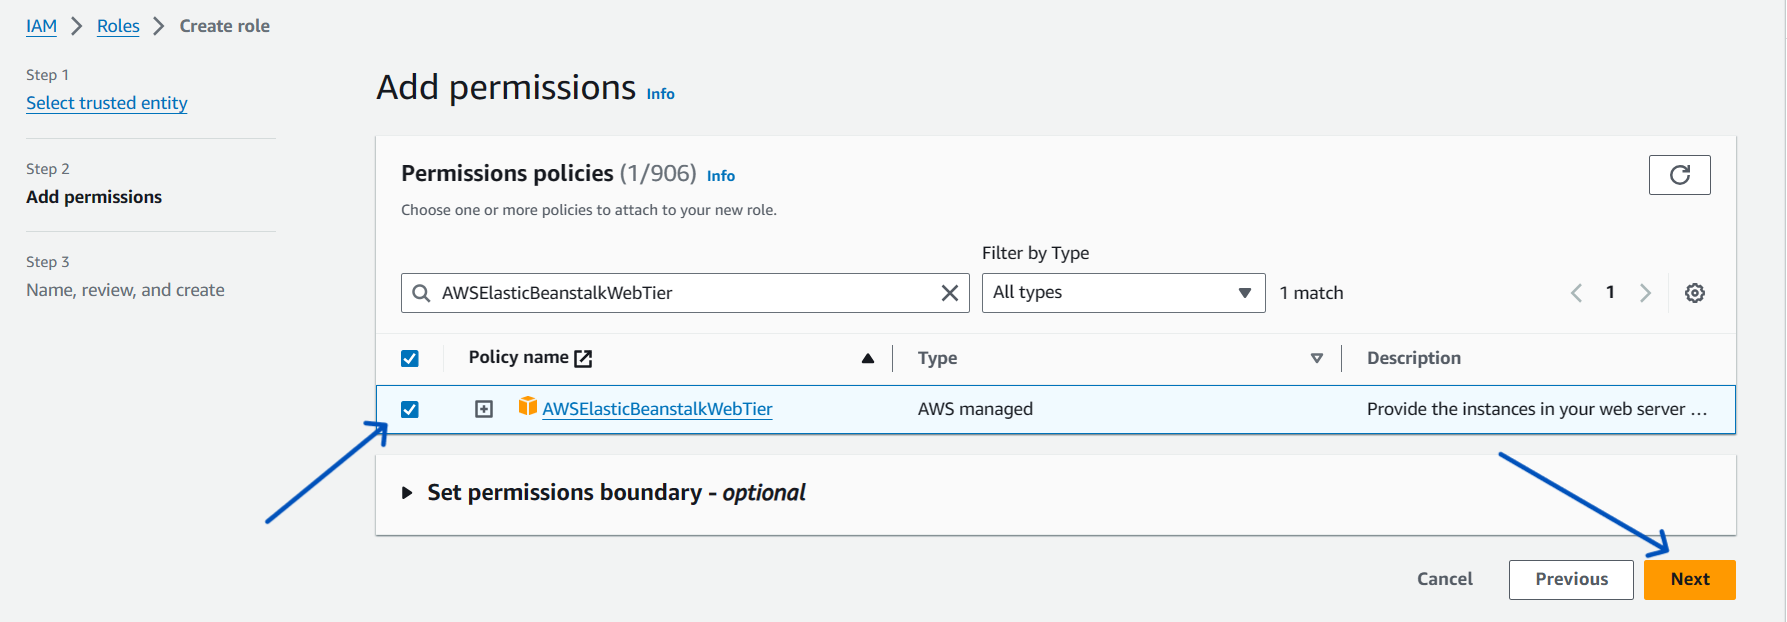 IAM > Roles > Create role
Step 1
Select trusted entity
Step 2
Add permissions
Step 3
Name, review, and create
Add permissions Info
Permissions policies (1/906) Info
Choose one or more policies to attach to your new role.
Filter by Type
AWSElasticBeanstalkWebTier
All types
1 match
1
Policy name
Type
Description
AWSElasticBeanstalkWebTier
AWS managed
Provide the instances in your web server ...
Set permissions boundary - optional
Cancel
Previous
Next